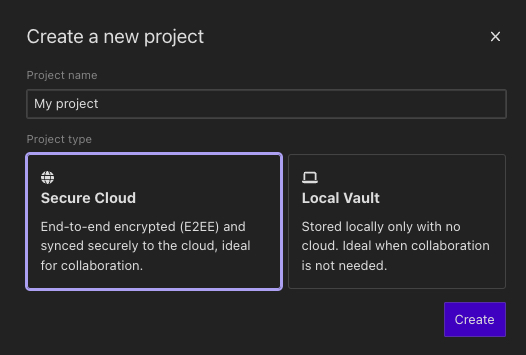 Create a new project
Project name
My project
Project type
Secure Cloud
End-to-end encrypted (E2EE) and
synced securely to the cloud, ideal
for collaboration.
Local Vault
Stored locally only with no
cloud. Ideal when collaboration
is not needed.
Create